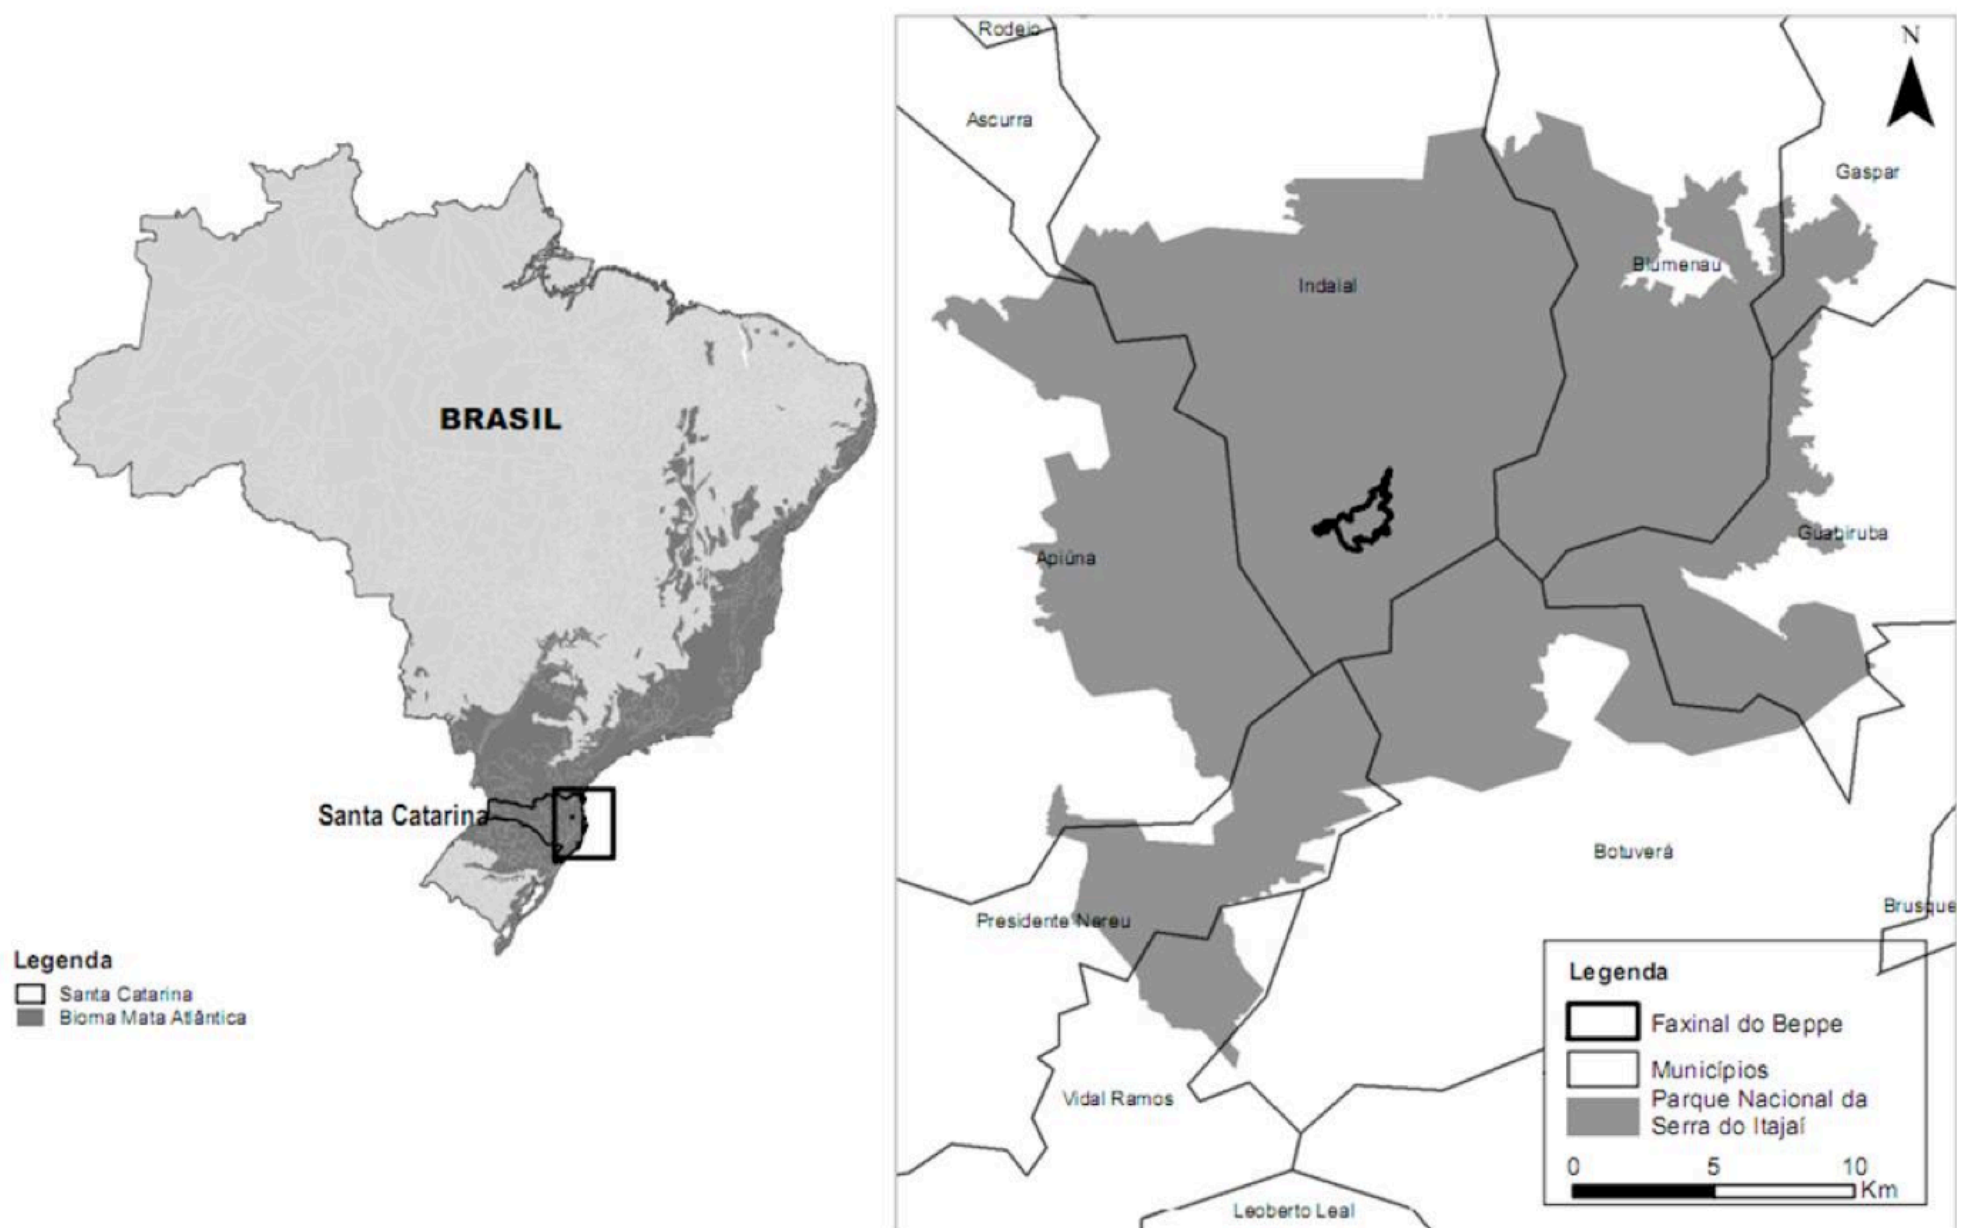 BRASIL
Santa Catarina
Legenda
Santa Catarina
Bioma Mata Atlântica
Rodeio
N
Ascurra
Gaspar
Blumenau
Indaial
Guabiruba
Apiúna
Botuverá
Brusque
Presidente Nereu
Vidal Ramos
Leoberto Leal
Legenda
Faxinal do Beppe
Municípios
Parque Nacional da
Serra do Itajaí
0 5 10
Km